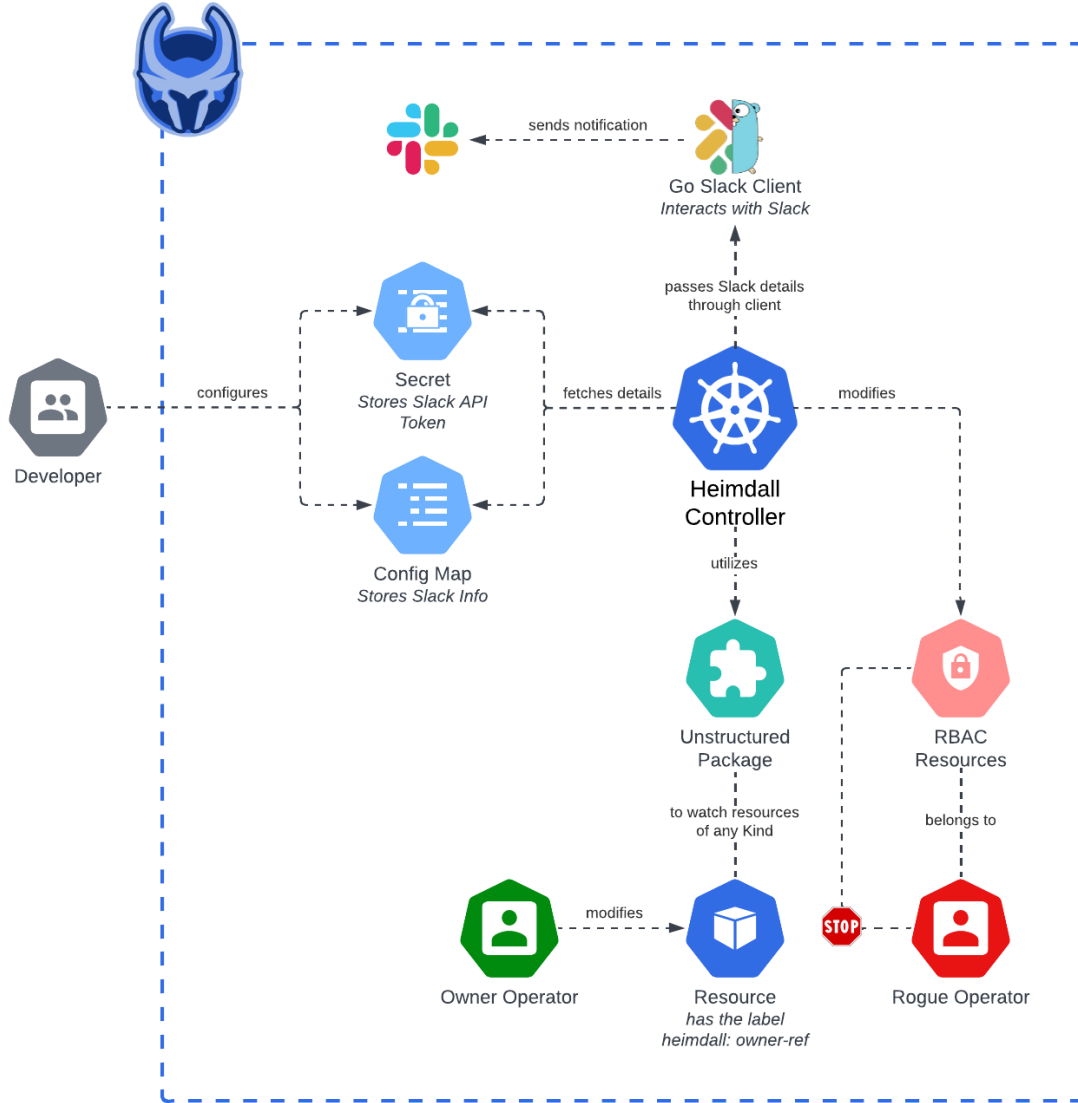 sends notification
Go Slack Client
Interacts with Slack
passes Slack details
through client
Secret
Stores Slack API
Token
configures
fetches details
modifies
Developer
Heimdall
Controller
Config Map
Stores Slack Info
utilizes
Unstructured
Package
RBAC
Resources
to watch resources
of any Kind
belongs to
modifies
STOP
Owner Operator
Resource
has the label
heimdall: owner-ref
Rogue Operator